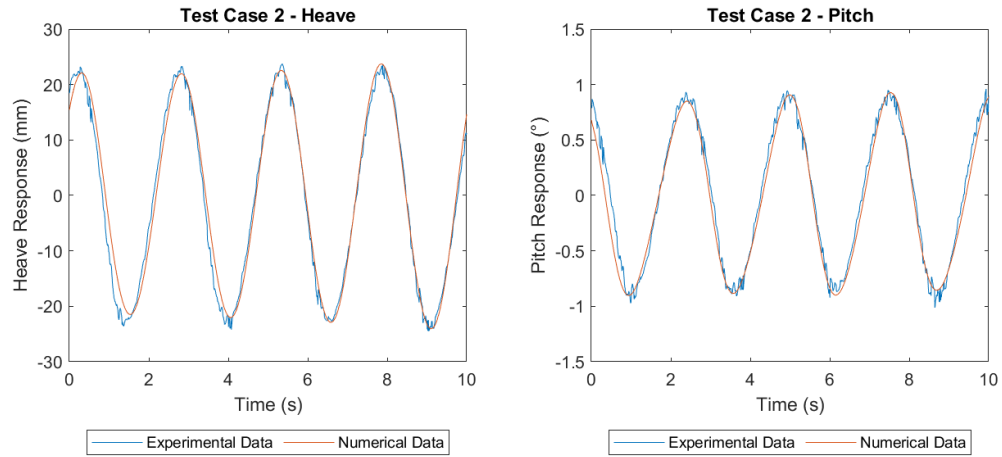 Test Case 2 - Heave
30
20
10
0
-10
-20
-30
Heave Response (mm)
0 2 4 6 8 10
Time (s)
Experimental Data Numerical Data
Test Case 2 - Pitch
1.5
1
0.5
0
-0.5
-1
-1.5
Pitch Response (°)
0 2 4 6 8 10
Time (s)
Experimental Data Numerical Data